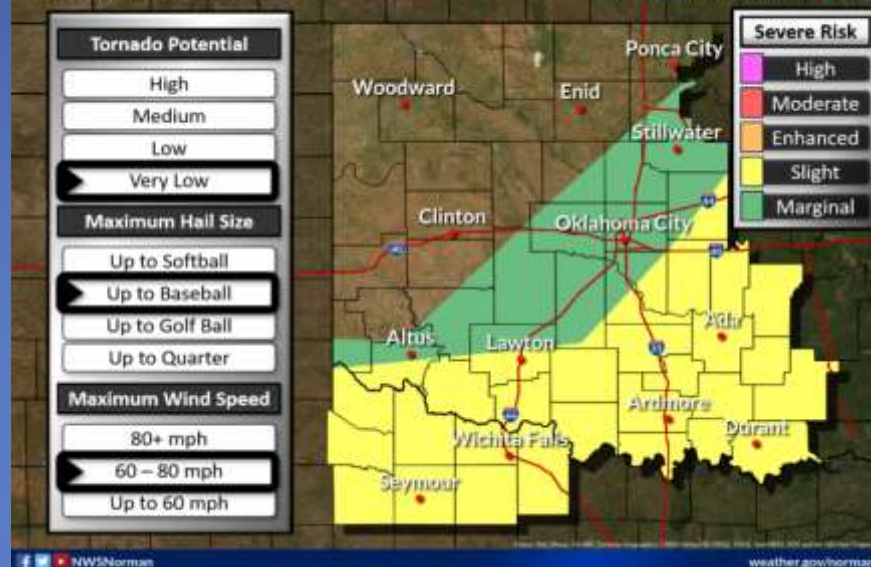 Tornado Potential
High
Medium
Low
Very Low
Maximum Hail Size
Up to Softball
Up to Baseball
Up to Golf Ball
Up to Quarter
Maximum Wind Speed
80+ mph
60 – 80 mph
Up to 60 mph
Severe Risk
High
Moderate
Enhanced
Slight
Marginal
Ponca City
Woodward
Enid
Stillwater
Clinton
Oklahoma City
Altus
Lawton
Ada
Ardmore
Durant
Wichita Falls
Seymour
NWSNorman
weather.gov/norman